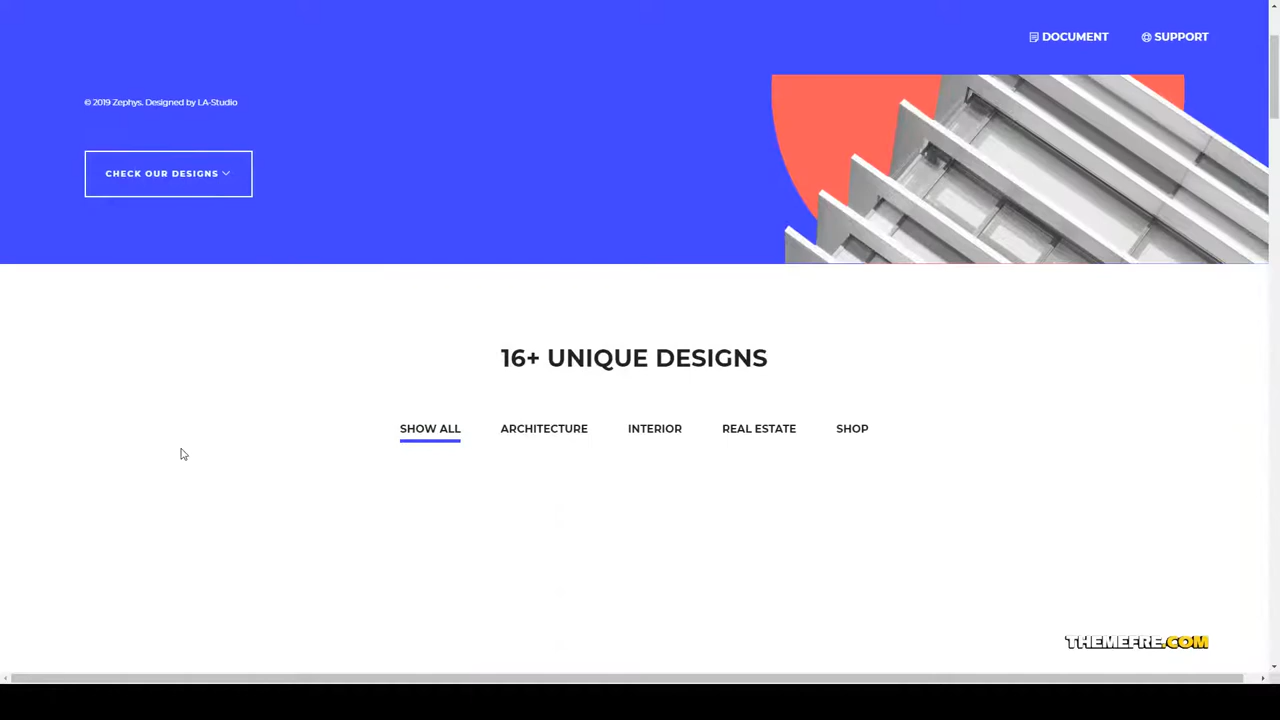 DOCUMENT
SUPPORT
© 2019 Zephys. Designed by LA-Studio
CHECK OUR DESIGNS
16+ UNIQUE DESIGNS
SHOW ALL
ARCHITECTURE
INTERIOR
REAL ESTATE
SHOP
THEMEFRE.COM